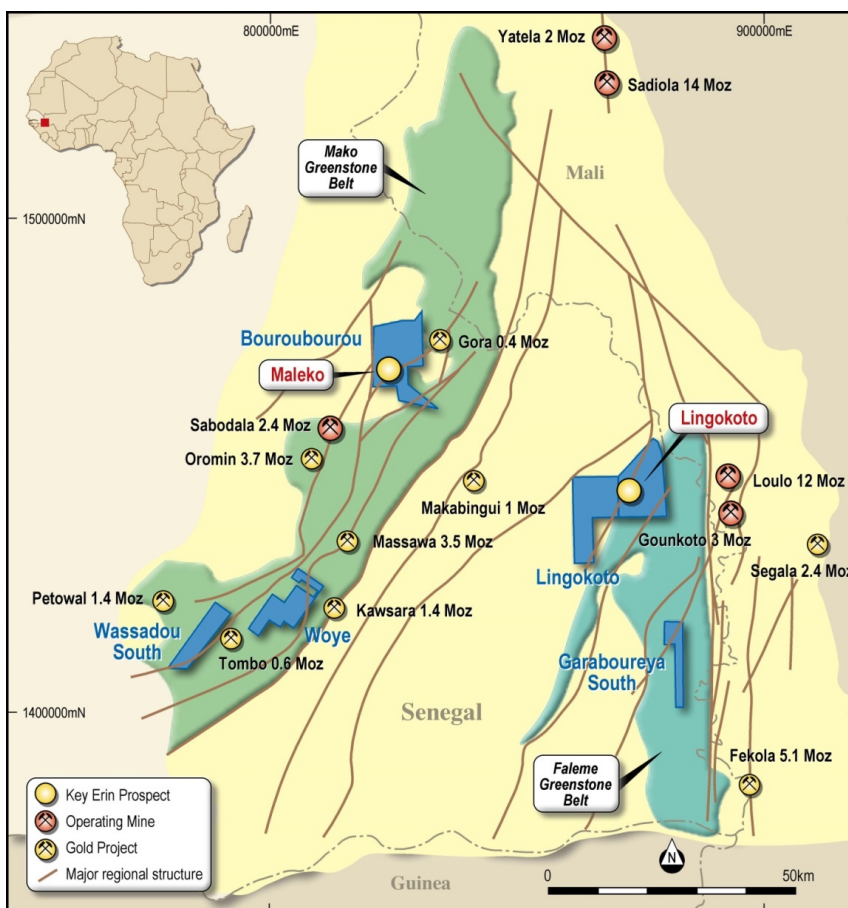 800000mE
900000mE
Yatela 2 Moz
Sadiola 14 Moz
Mako
Greenstone
Belt
Mali
1500000mN
Bouroubourou
Gora 0.4 Moz
Maleko
Sabodala 2.4 Moz
Lingokoto
Oromin 3.7 Moz
Makabingui 1 Moz
Loulo 12 Moz
Massawa 3.5 Moz
Gounkoto 3 Moz
Segala 2.4 Moz
Lingokoto
Petowal 1.4 Moz
Kawsara 1.4 Moz
Wassadou
South
Woye
Tombo 0.6 Moz
Garaboureya
South
1400000mN
Senegal
Fekola 5.1 Moz
Faleme
Greenstone
Belt
Key Erin Prospect
Operating Mine
Gold Project
Major regional structure
Guinea
N
0
50km